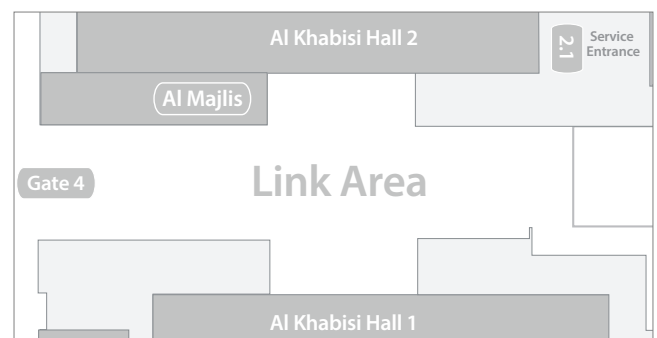 Al Khabisi Hall 2
2.1
Service
Entrance
Al Majlis
Gate 4
Link Area
Al Khabisi Hall 1